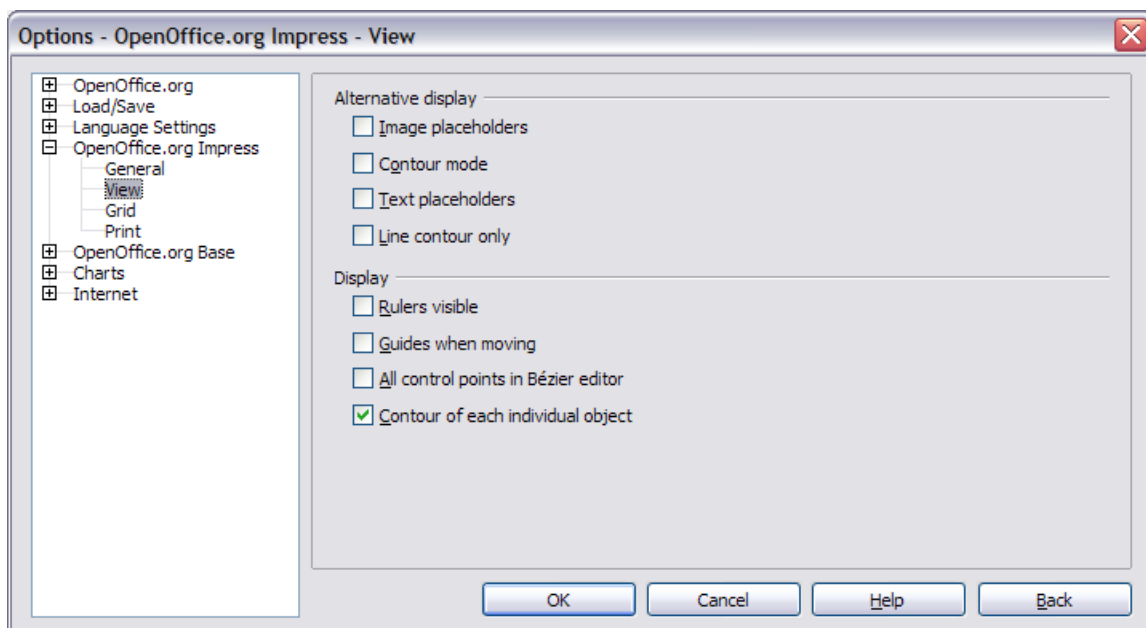 Options - OpenOffice.org Impress - View
OpenOffice.org
Load/Save
Language Settings
OpenOffice.org Impress
General
View
Grid
Print
OpenOffice.org Base
Charts
Internet
Alternative display
Image placeholders
Contour mode
Text placeholders
Line contour only
Display
Rulers visible
Guides when moving
All control points in Bézier editor
Contour of each individual object
OK
Cancel
Help
Back